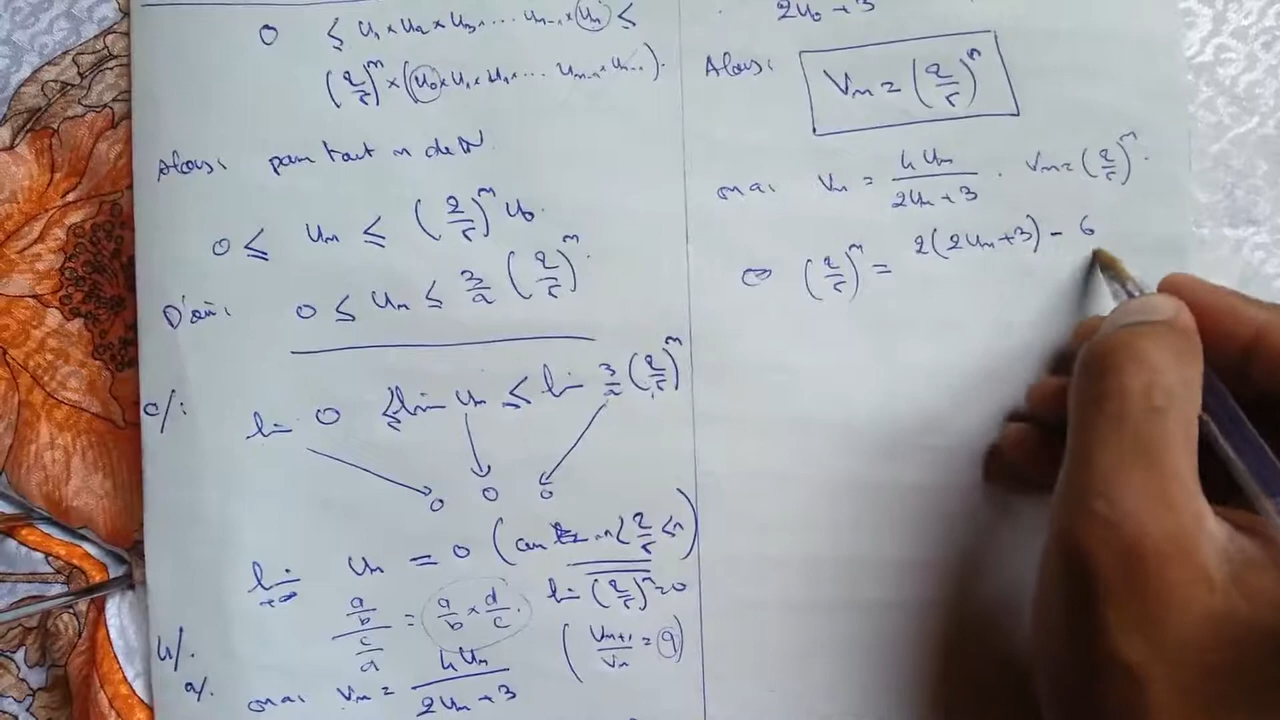 0 ≤ u₁ × u₂ × u₃ × .... uₙ₋₁ × uₙ ≤
(2/5)ⁿ × (u₀ × u₁ × u₂ × ... uₙ₋₂ × uₙ₋₁).
Alors: pour tout n de ℕ
0 ≤ uₙ ≤ (2/5)ⁿ u₀.
D'où: 0 ≤ uₙ ≤ 3/2 (2/5)ⁿ.
c/: lim 0 ≤ lim uₙ ≤ lim 3/2 (2/5)ⁿ
0 0 0
lim uₙ = 0 (car -1 < 2/5 < 1)
+∞
lim (2/5)ⁿ = 0
(a/b)/(c/d) = a/b × d/c.
(Vₙ₊₁/Vₙ = q)
4/.
a/. ona: Vₙ = 4uₙ/(2uₙ + 3)
2u₀ + 3
Alors: Vₙ = (2/5)ⁿ
ona: Vₙ = 4uₙ/(2uₙ + 3) . Vₙ = (2/5)ⁿ.
⇔ (2/5)ⁿ = 2(2uₙ + 3) - 6